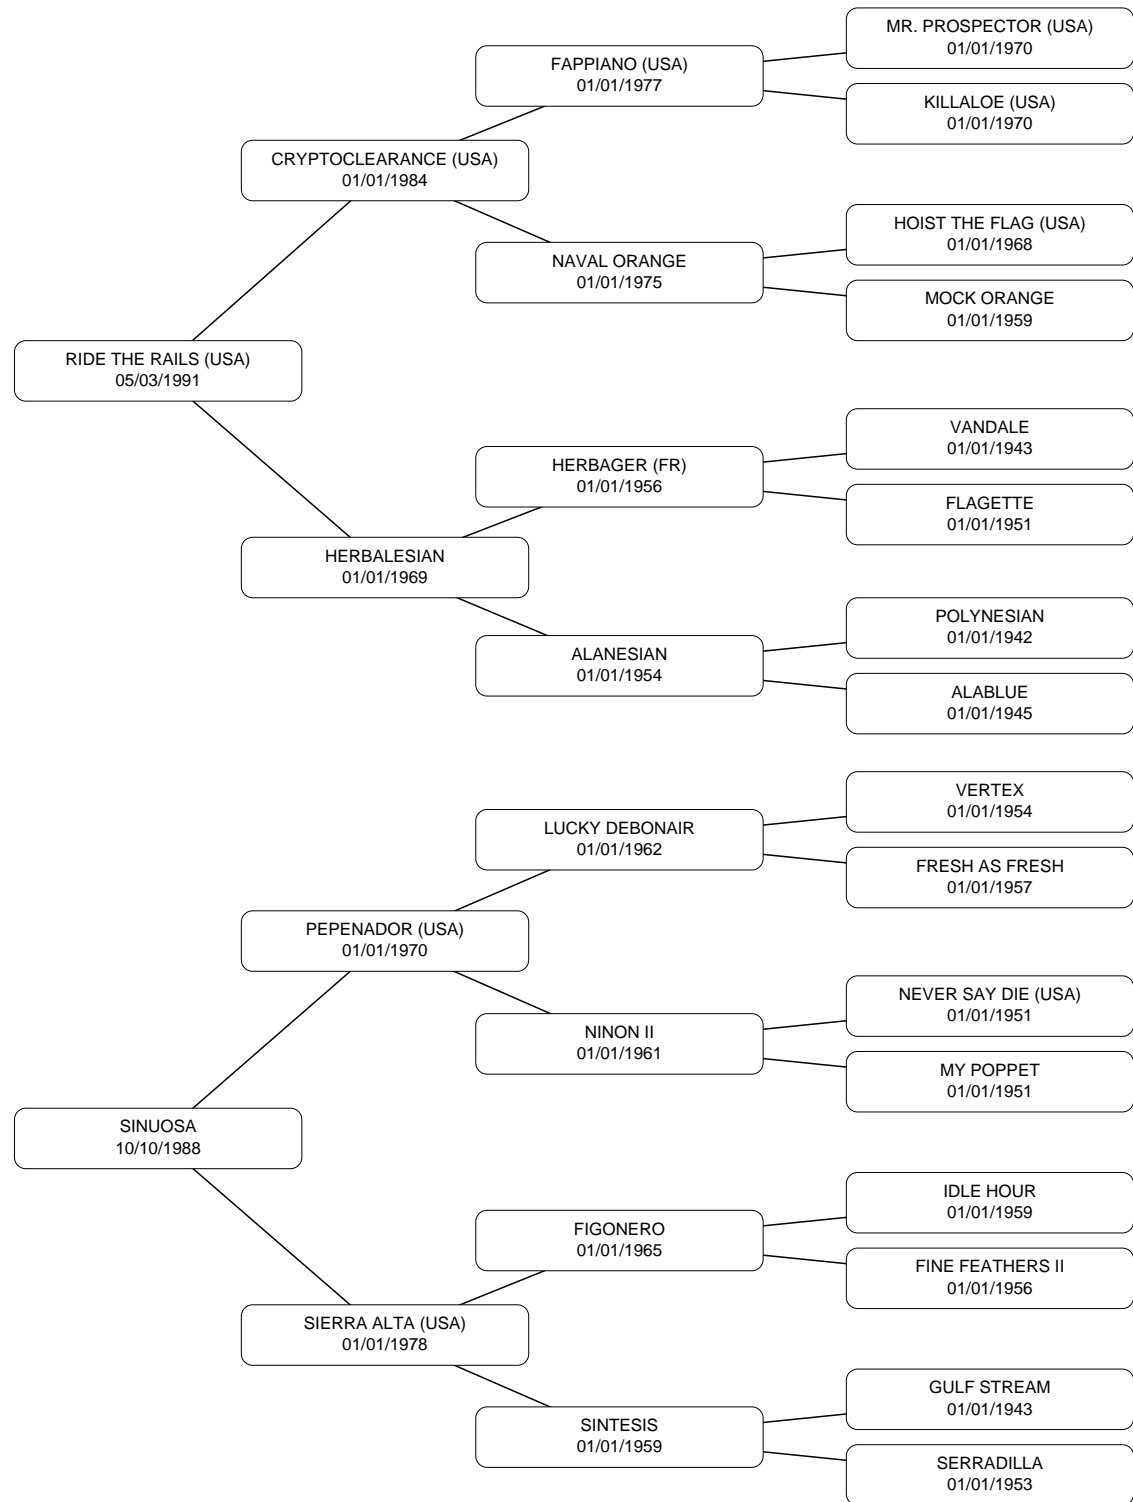 MR. PROSPECTOR (USA)
01/01/1970
FAPPIANO (USA)
01/01/1977
KILLALOE (USA)
01/01/1970
CRYPTOCLEARANCE (USA)
01/01/1984
HOIST THE FLAG (USA)
01/01/1968
NAVAL ORANGE
01/01/1975
MOCK ORANGE
01/01/1959
RIDE THE RAILS (USA)
05/03/1991
VANDALE
01/01/1943
HERBAGER (FR)
01/01/1956
FLAGETTE
01/01/1951
HERBALESIAN
01/01/1969
POLYNESIAN
01/01/1942
ALANESIAN
01/01/1954
ALABLUE
01/01/1945
VERTEX
01/01/1954
LUCKY DEBONAIR
01/01/1962
FRESH AS FRESH
01/01/1957
PEPENADOR (USA)
01/01/1970
NEVER SAY DIE (USA)
01/01/1951
NINON II
01/01/1961
MY POPPET
01/01/1951
SINUOSA
10/10/1988
IDLE HOUR
01/01/1959
FIGONERO
01/01/1965
FINE FEATHERS II
01/01/1956
SIERRA ALTA (USA)
01/01/1978
GULF STREAM
01/01/1943
SINTESIS
01/01/1959
SERRADILLA
01/01/1953